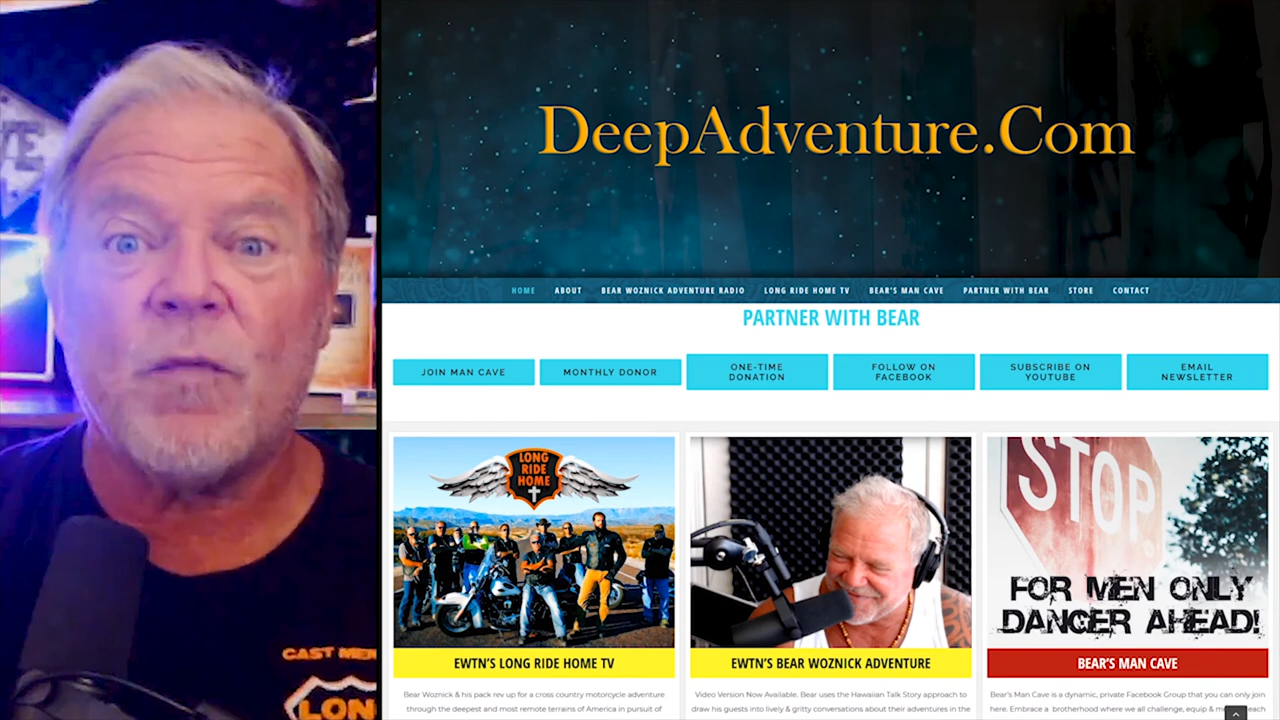 DeepAdventure.Com
HOME ABOUT BEAR WOZNICK ADVENTURE RADIO LONG RIDE HOME TV BEAR'S MAN CAVE PARTNER WITH BEAR STORE CONTACT
PARTNER WITH BEAR
JOIN MAN CAVE
MONTHLY DONOR
ONE-TIME
DONATION
FOLLOW ON
FACEBOOK
SUBSCRIBE ON
YOUTUBE
EMAIL
NEWSLETTER
LONG
RIDE
HOME
EWTN'S LONG RIDE HOME TV
Bear Woznick & his pack rev up for a cross country motorcycle adventure
through the deepest and most remote terrains of America in pursuit of
EWTN'S BEAR WOZNICK ADVENTURE
Video Version Now Available. Bear uses the Hawaiian Talk Story approach to
draw his guests into lively & gritty conversations about their adventures in the
STOP
FOR MEN ONLY
DANGER AHEAD!
BEAR'S MAN CAVE
Bear's Man Cave is a dynamic, private Facebook Group that you can only join
here. Embrace a brotherhood where we all challenge, equip &
CAST
LON